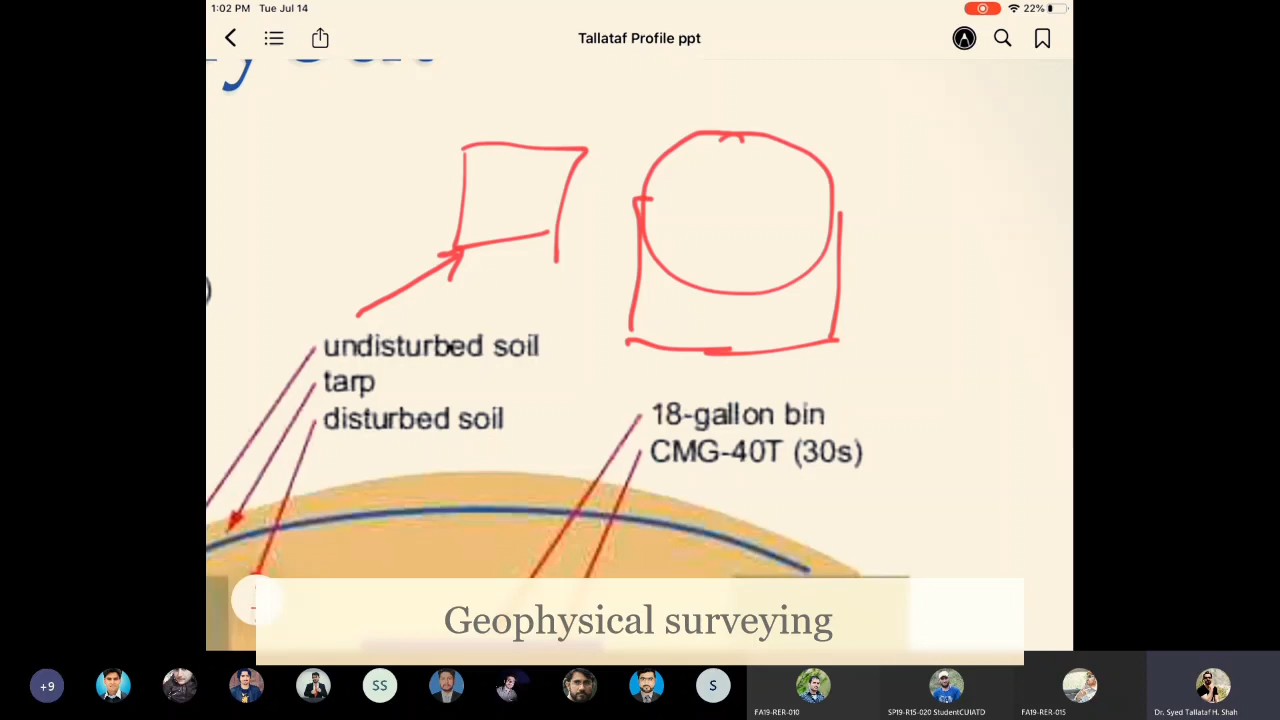 1:02 PM Tue Jul 14
22%
Tallataf Profile ppt
undisturbed soil
tarp
disturbed soil
18-gallon bin
CMG-40T (30s)
Geophysical surveying
+9
SS
S
FA19-RER-010
SP19-R15-020 StudentCUIATD
FA19-RER-015
Dr. Syed Tallataf H. Shah